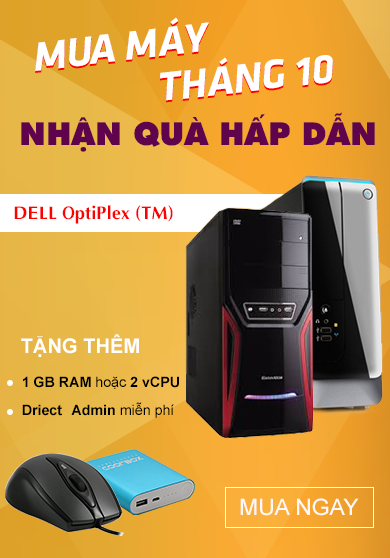 MUA MÁY
THÁNG 10
NHẬN QUÀ HẤP DẪN
DELL OptiPlex (TM)
TẶNG THÊM
1 GB RAM hoặc 2 vCPU
Driect Admin miễn phí
MUA NGAY